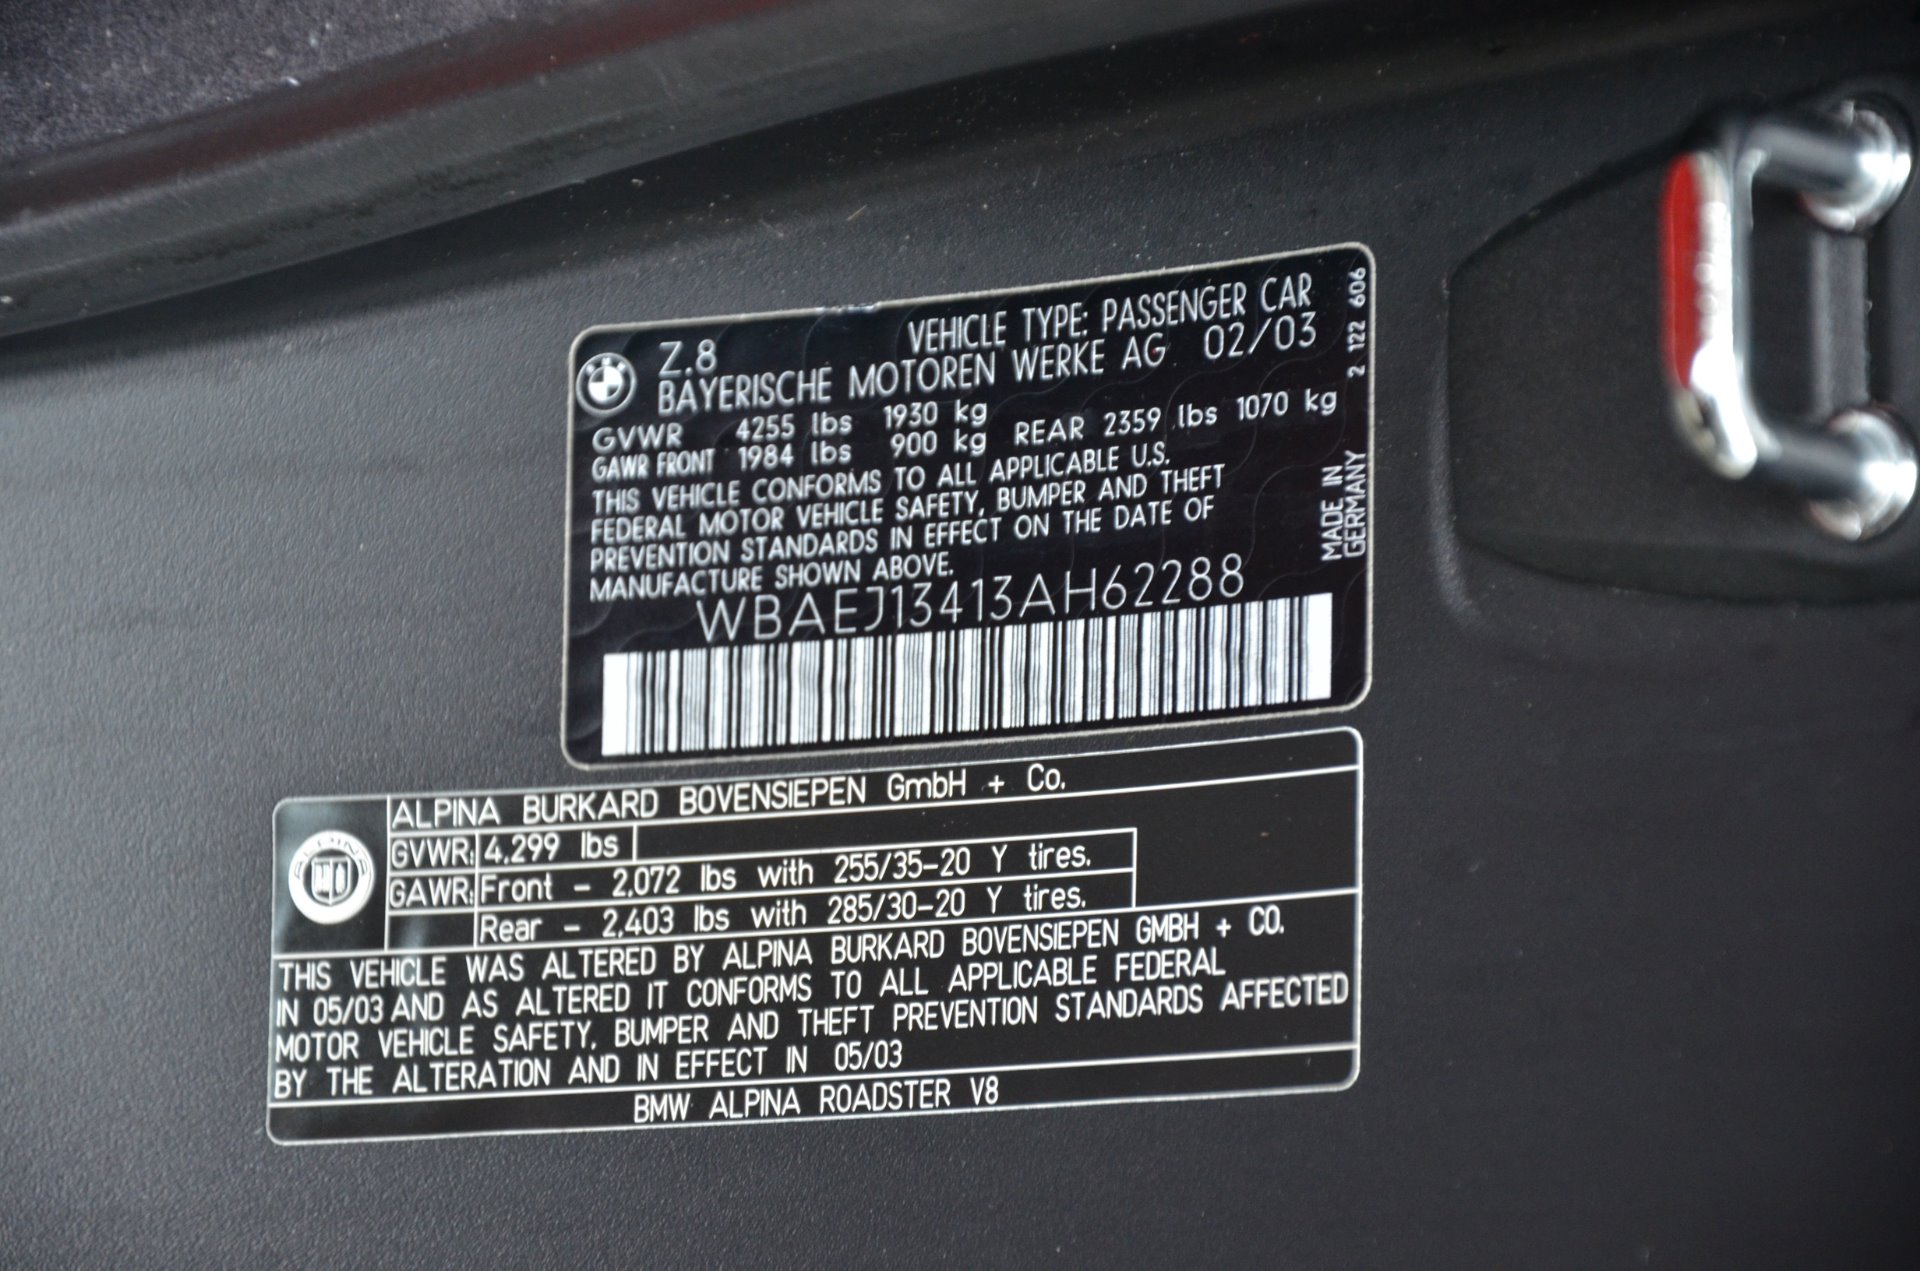 VEHICLE TYPE: PASSENGER CAR
Z.8
BAYERISCHE MOTOREN WERKE AG 02/03
GVWR 4255 lbs 1930 kg
GAWR FRONT 1984 lbs 900 kg REAR 2359 lbs 1070 kg
THIS VEHICLE CONFORMS TO ALL APPLICABLE U.S.
FEDERAL MOTOR VEHICLE SAFETY, BUMPER AND THEFT
PREVENTION STANDARDS IN EFFECT ON THE DATE OF
MANUFACTURE SHOWN ABOVE.
WBAEJ13413AH62288
2 122 606
MADE IN
GERMANY
ALPINA
ALPINA BURKARD BOVENSIEPEN GmbH + Co.
GVWR: 4,299 lbs
GAWR: Front - 2,072 lbs with 255/35-20 Y tires.
Rear - 2,403 lbs with 285/30-20 Y tires.
THIS VEHICLE WAS ALTERED BY ALPINA BURKARD BOVENSIEPEN GMBH + CO.
IN 05/03 AND AS ALTERED IT CONFORMS TO ALL APPLICABLE FEDERAL
MOTOR VEHICLE SAFETY, BUMPER AND THEFT PREVENTION STANDARDS AFFECTED
BY THE ALTERATION AND IN EFFECT IN 05/03
BMW ALPINA ROADSTER V8